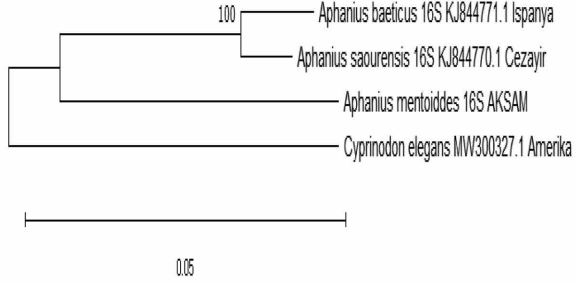 100
Aphanius baeticus 16S KJ844771.1 Ispanya
Aphanius saourensis 16S KJ844770.1 Cezayir
Aphanius mentoiddes 16S AKSAM
Cyprinodon elegans MW300327.1 Amerika
0.05